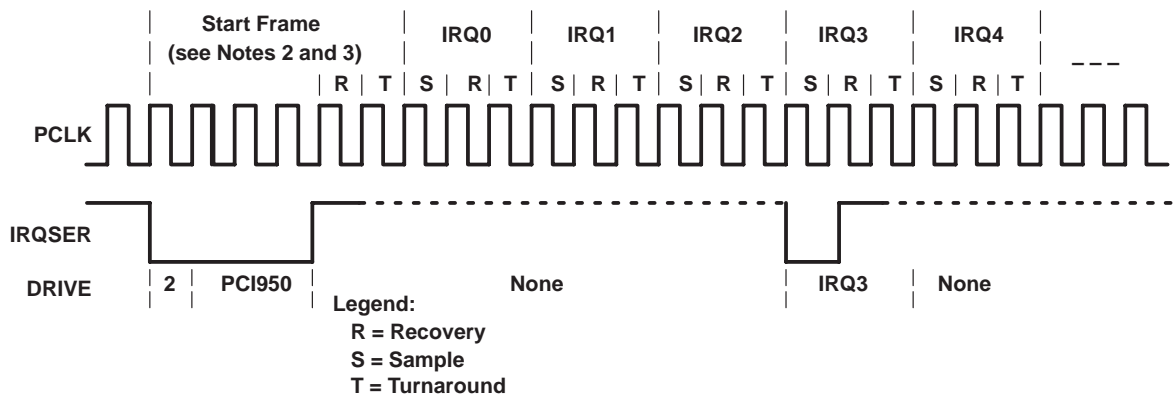 Start Frame
(see Notes 2 and 3)
IRQ0 IRQ1 IRQ2 IRQ3 IRQ4
R T S R T S R T S R T S R T S R T
PCLK
IRQSER
DRIVE 2 PCI950 None IRQ3 None
Legend:
R = Recovery
S = Sample
T = Turnaround